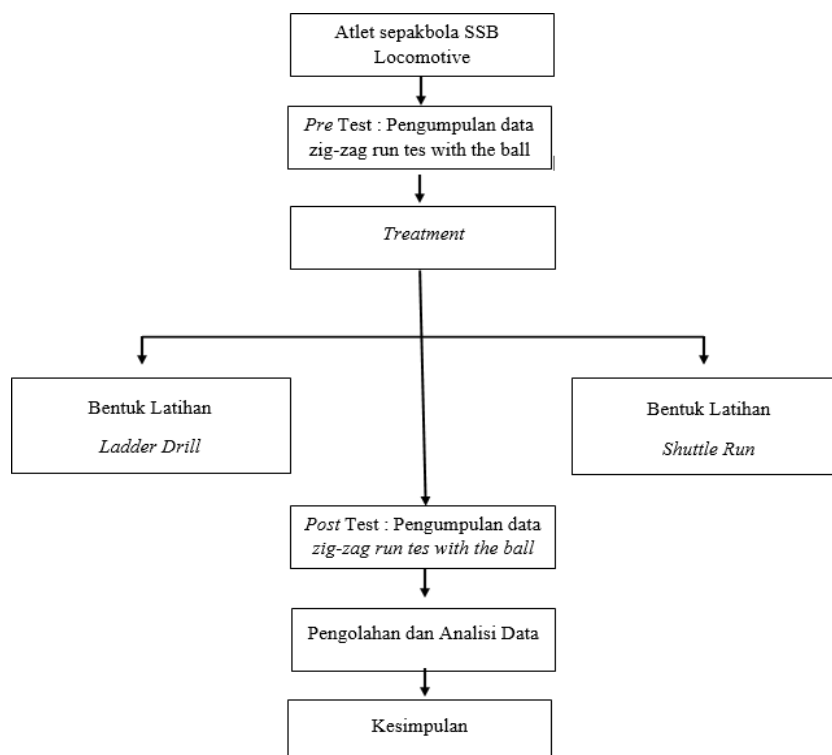 Atlet sepakbola SSB
Locomotive
Pre Test : Pengumpulan data
zig-zag run tes with the ball
Treatment
Bentuk Latihan
Ladder Drill
Bentuk Latihan
Shuttle Run
Post Test : Pengumpulan data
zig-zag run tes with the ball
Pengolahan dan Analisi Data
Kesimpulan